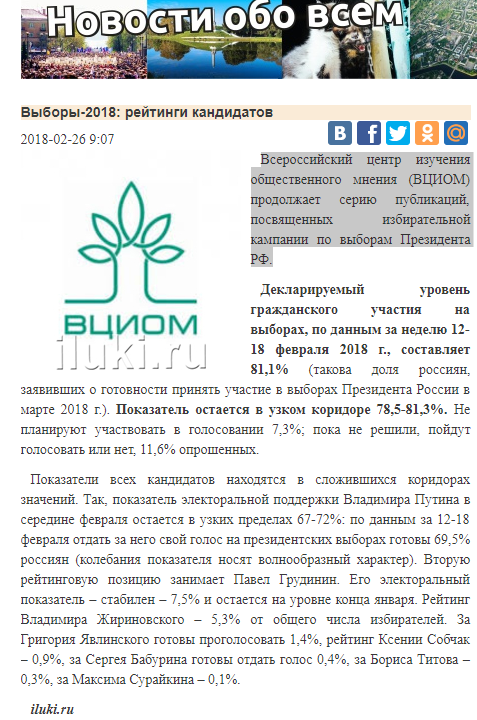 Новости обо всем
Выборы-2018: рейтинги кандидатов
2018-02-26 9:07
Всероссийский центр изучения
общественного мнения (ВЦИОМ)
продолжает серию публикаций,
посвященных избирательной
кампании по выборам Президента
РФ.
ВЦИОМ
iluki.ru
Декларируемый уровень
гражданского участия на
выборах, по данным за неделю 12-
18 февраля 2018 г., составляет
81,1% (такова доля россиян,
заявивших о готовности принять участие в выборах Президента России в
марте 2018 г.). Показатель остается в узком коридоре 78,5-81,3%. Не
планируют участвовать в голосовании 7,3%; пока не решили, пойдут
голосовать или нет, 11,6% опрошенных.
Показатели всех кандидатов находятся в сложившихся коридорах
значений. Так, показатель электоральной поддержки Владимира Путина в
середине февраля остается в узких пределах 67-72%: по данным за 12-18
февраля отдать за него свой голос на президентских выборах готовы 69,5%
россиян (колебания показателя носят волнообразный характер). Вторую
рейтинговую позицию занимает Павел Грудинин. Его электоральный
показатель – стабилен – 7,5% и остается на уровне конца января. Рейтинг
Владимира Жириновского – 5,3% от общего числа избирателей. За
Григория Явлинского готовы проголосовать 1,4%, рейтинг Ксении Собчак
– 0,9%, за Сергея Бабурина готовы отдать голос 0,4%, за Бориса Титова –
0,3%, за Максима Сурайкина – 0,1%.
iluki.ru